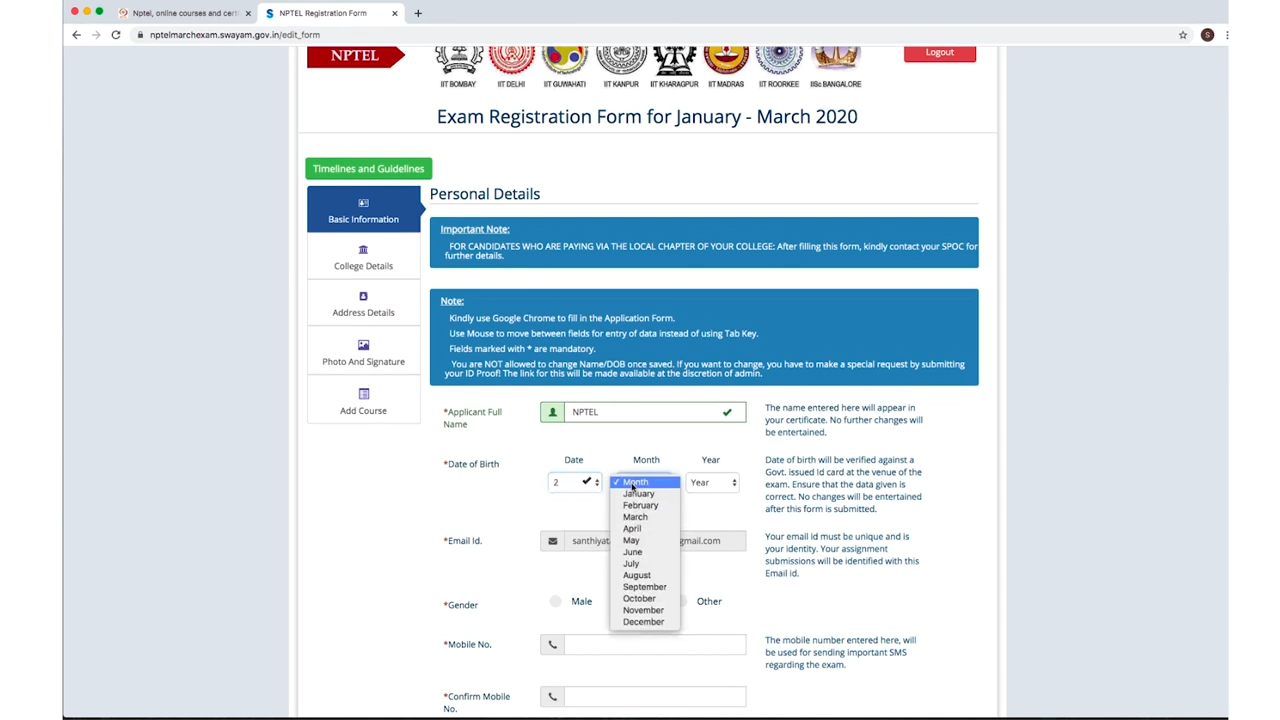 Nptel, online courses and certi
NPTEL Registration Form
nptelmarchexam.swayam.gov.in/edit_form
S
NPTEL
IIT BOMBAY
IIT DELHI
IIT GUWAHATI
IIT KANPUR
IIT KHARAGPUR
IIT MADRAS
IIT ROORKEE
IISc BANGALORE
Logout
Exam Registration Form for January - March 2020
Timelines and Guidelines
Basic Information
College Details
Address Details
Photo And Signature
Add Course
Personal Details
Important Note:
FOR CANDIDATES WHO ARE PAYING VIA THE LOCAL CHAPTER OF YOUR COLLEGE: After filling this form, kindly contact your SPOC for
further details.
Note:
Kindly use Google Chrome to fill in the Application Form.
Use Mouse to move between fields for entry of data instead of using Tab Key.
Fields marked with * are mandatory.
You are NOT allowed to change Name/DOB once saved. If you want to change, you have to make a special request by submitting
your ID Proof! The link for this will be made available at the discretion of admin.
*Applicant Full
Name
NPTEL
The name entered here will appear in
your certificate. No further changes will
be entertained.
*Date of Birth
Date
Month
Year
2
Month
Year
January
February
March
April
May
June
July
August
September
October
November
December
Date of birth will be verified against a
Govt. issued Id card at the venue of the
exam. Ensure that the data given is
correct. No changes will be entertained
after this form is submitted.
*Email Id.
santhiyat
gmail.com
Your email id must be unique and is
your identity. Your assignment
submissions will be identified with this
Email id.
*Gender
Male
Other
*Mobile No.
The mobile number entered here, will
be used for sending important SMS
regarding the exam.
*Confirm Mobile
No.